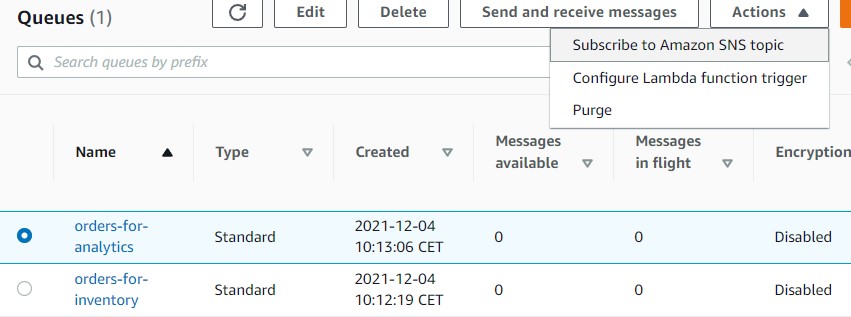 Queues (1)
Edit
Delete
Send and receive messages
Actions
Search queues by prefix
Subscribe to Amazon SNS topic
Configure Lambda function trigger
Purge
Name
Type
Created
Messages
available
Messages
in flight
Encryption
orders-for-
analytics
Standard
2021-12-04
10:13:06 CET
0
0
Disabled
orders-for-
inventory
Standard
2021-12-04
10:12:19 CET
0
0
Disabled